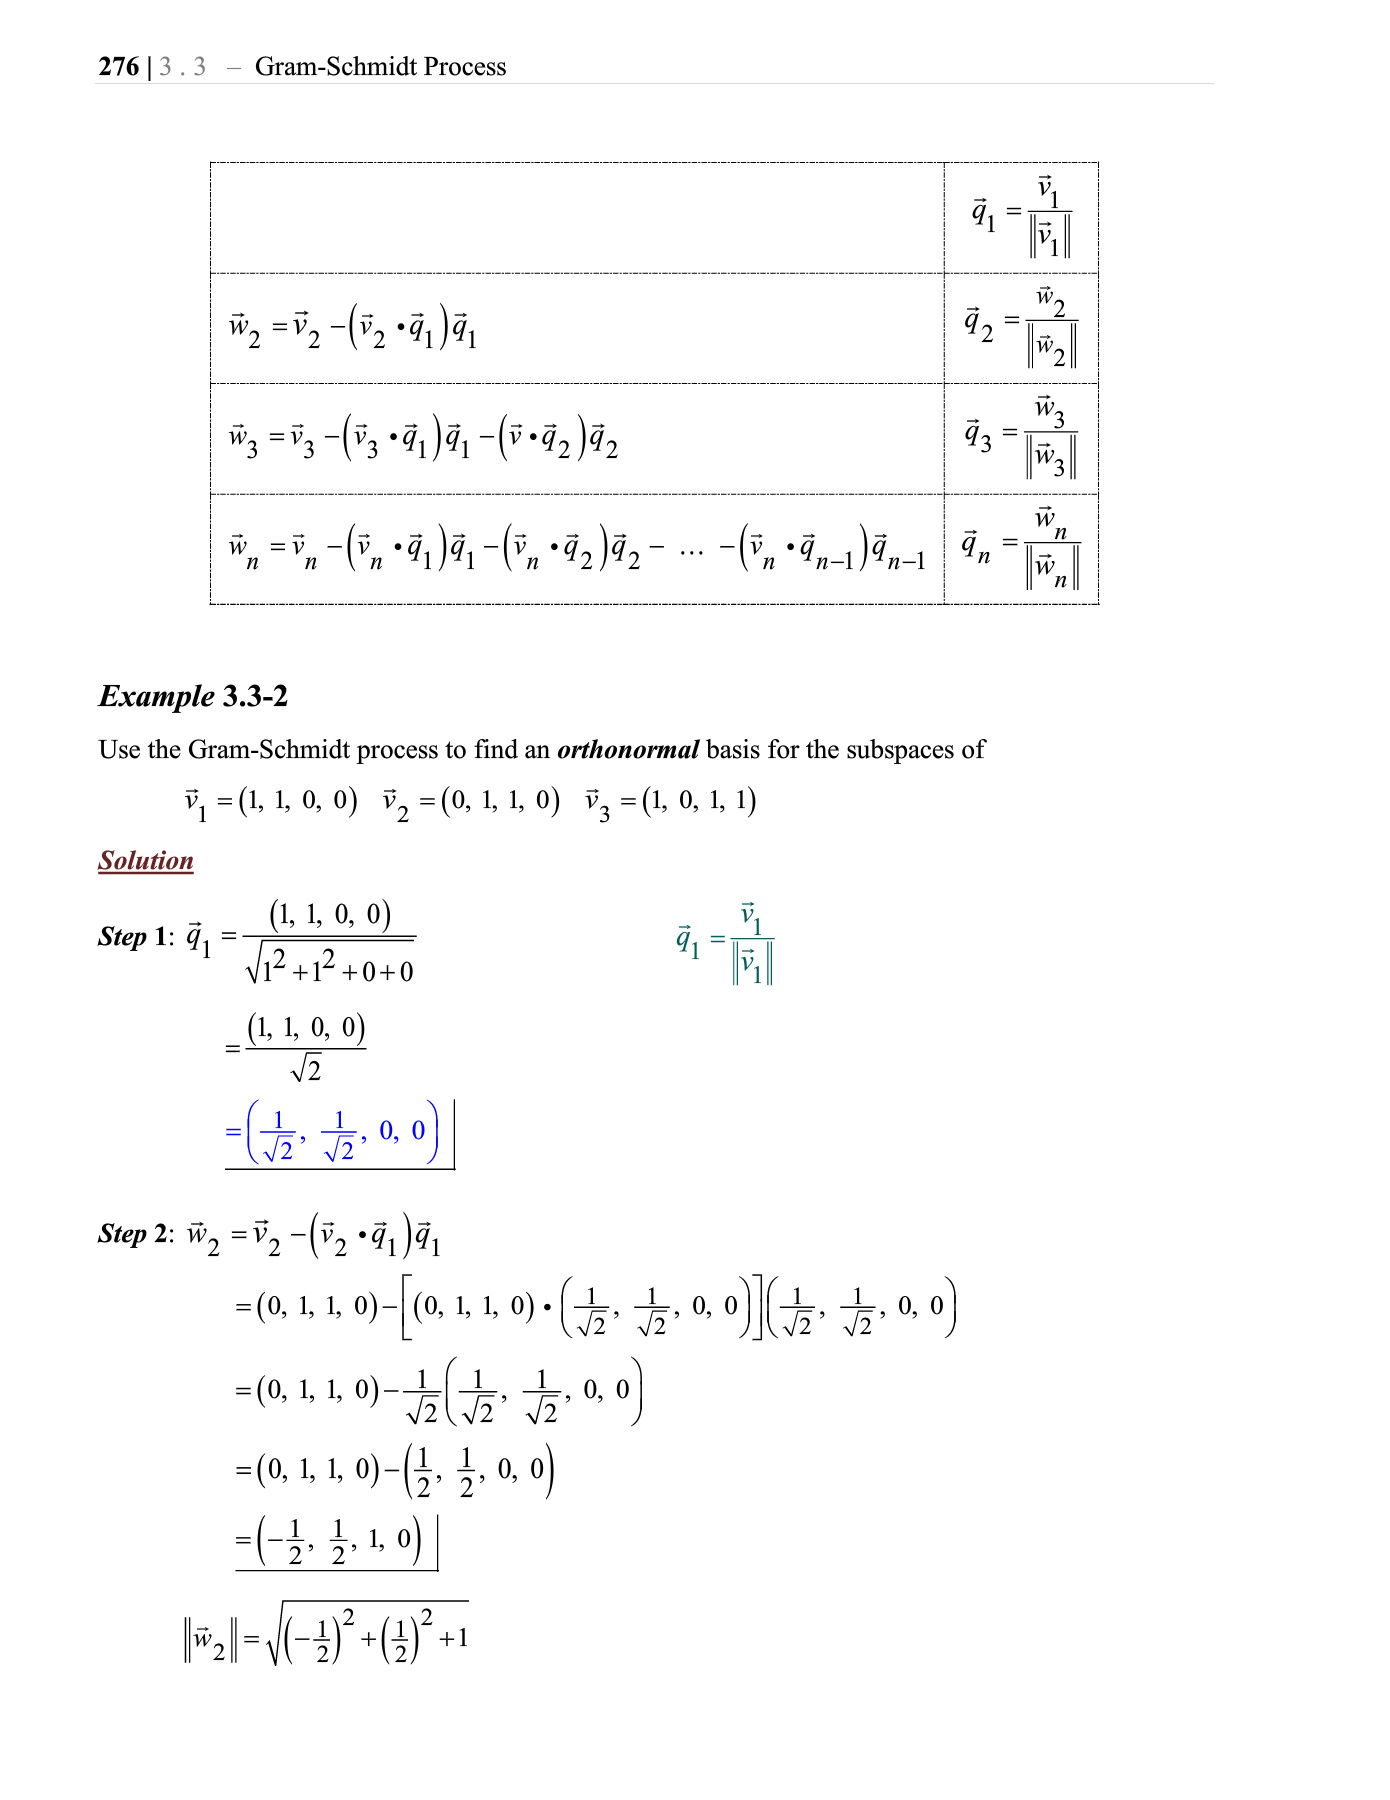 276 | 3 . 3 – Gram-Schmidt Process
$\vec{q}_1 = \frac{\vec{v}_1}{\|\vec{v}_1\|}$
$\vec{w}_2 = \vec{v}_2 - (\vec{v}_2 \bullet \vec{q}_1)\vec{q}_1$ $\vec{q}_2 = \frac{\vec{w}_2}{\|\vec{w}_2\|}$
$\vec{w}_3 = \vec{v}_3 - (\vec{v}_3 \bullet \vec{q}_1)\vec{q}_1 - (\vec{v} \bullet \vec{q}_2)\vec{q}_2$ $\vec{q}_3 = \frac{\vec{w}_3}{\|\vec{w}_3\|}$
$\vec{w}_n = \vec{v}_n - (\vec{v}_n \bullet \vec{q}_1)\vec{q}_1 - (\vec{v}_n \bullet \vec{q}_2)\vec{q}_2 - \ldots - (\vec{v}_n \bullet \vec{q}_{n-1})\vec{q}_{n-1}$ $\vec{q}_n = \frac{\vec{w}_n}{\|\vec{w}_n\|}$
Example 3.3-2
Use the Gram-Schmidt process to find an orthonormal basis for the subspaces of
$\vec{v}_1 = (1, 1, 0, 0)$ $\vec{v}_2 = (0, 1, 1, 0)$ $\vec{v}_3 = (1, 0, 1, 1)$
Solution
Step 1: $\vec{q}_1 = \frac{(1, 1, 0, 0)}{\sqrt{1^2+1^2+0+0}}$ $\vec{q}_1 = \frac{\vec{v}_1}{\|\vec{v}_1\|}$
$= \frac{(1, 1, 0, 0)}{\sqrt{2}}$
$= \left(\frac{1}{\sqrt{2}}, \frac{1}{\sqrt{2}}, 0, 0\right)$
Step 2: $\vec{w}_2 = \vec{v}_2 - (\vec{v}_2 \bullet \vec{q}_1)\vec{q}_1$
$= (0, 1, 1, 0) - \left[(0, 1, 1, 0) \bullet \left(\frac{1}{\sqrt{2}}, \frac{1}{\sqrt{2}}, 0, 0\right)\right]\left(\frac{1}{\sqrt{2}}, \frac{1}{\sqrt{2}}, 0, 0\right)$
$= (0, 1, 1, 0) - \frac{1}{\sqrt{2}}\left(\frac{1}{\sqrt{2}}, \frac{1}{\sqrt{2}}, 0, 0\right)$
$= (0, 1, 1, 0) - \left(\frac{1}{2}, \frac{1}{2}, 0, 0\right)$
$= \left(-\frac{1}{2}, \frac{1}{2}, 1, 0\right)$
$\|\vec{w}_2\| = \sqrt{\left(-\frac{1}{2}\right)^2 + \left(\frac{1}{2}\right)^2 + 1}$